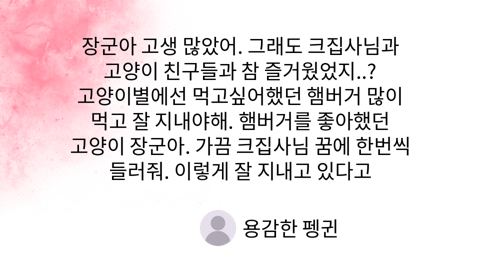 장군아 고생 많았어. 그래도 크집사님과
고양이 친구들과 참 즐거웠었지..?
고양이별에선 먹고싶어했던 햄버거 많이
먹고 잘 지내야해. 햄버거를 좋아했던
고양이 장군아. 가끔 크집사님 꿈에 한번씩
들러줘. 이렇게 잘 지내고 있다고
용감한 펭귄